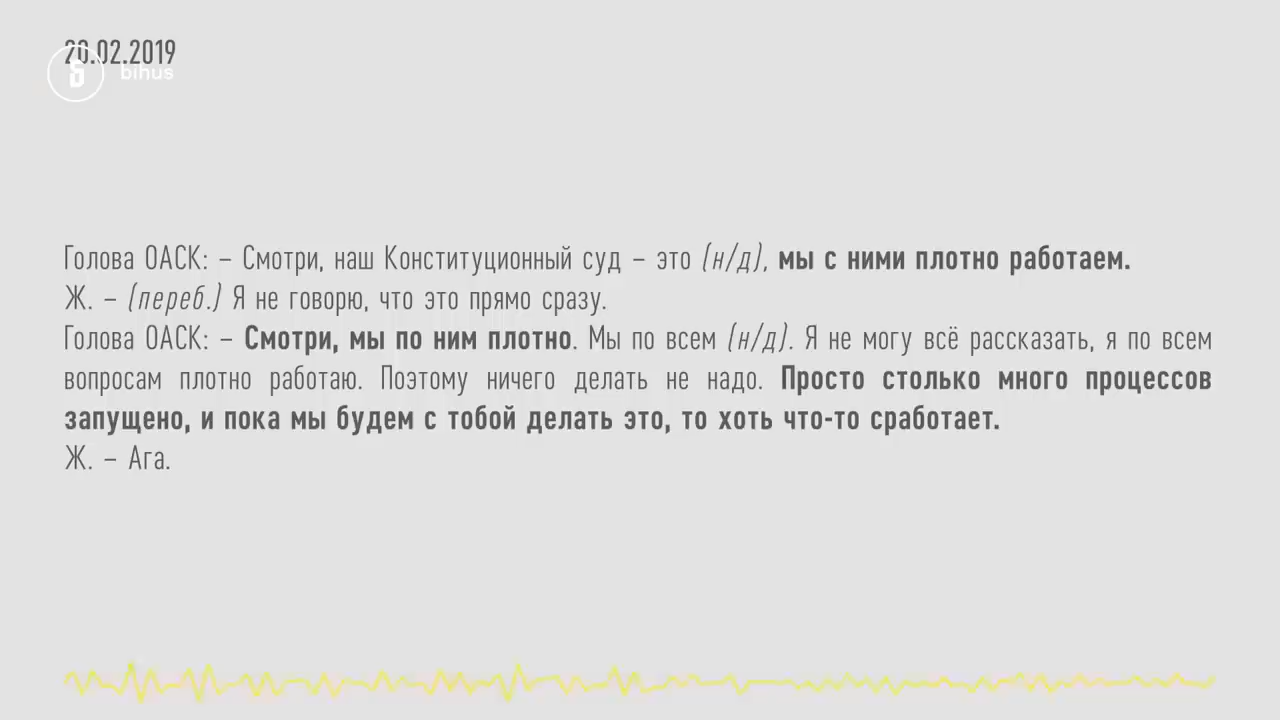 20.02.2019
bihus
Голова ОАСК: – Смотри, наш Конституционный суд – это (н/д), мы с ними плотно работаем.
Ж. – (переб.) Я не говорю, что это прямо сразу.
Голова ОАСК: – Смотри, мы по ним плотно. Мы по всем (н/д). Я не могу всё рассказать, я по всем
вопросам плотно работаю. Поэтому ничего делать не надо. Просто столько много процессов
запущено, и пока мы будем с тобой делать это, то хоть что-то сработает.
Ж. – Ага.